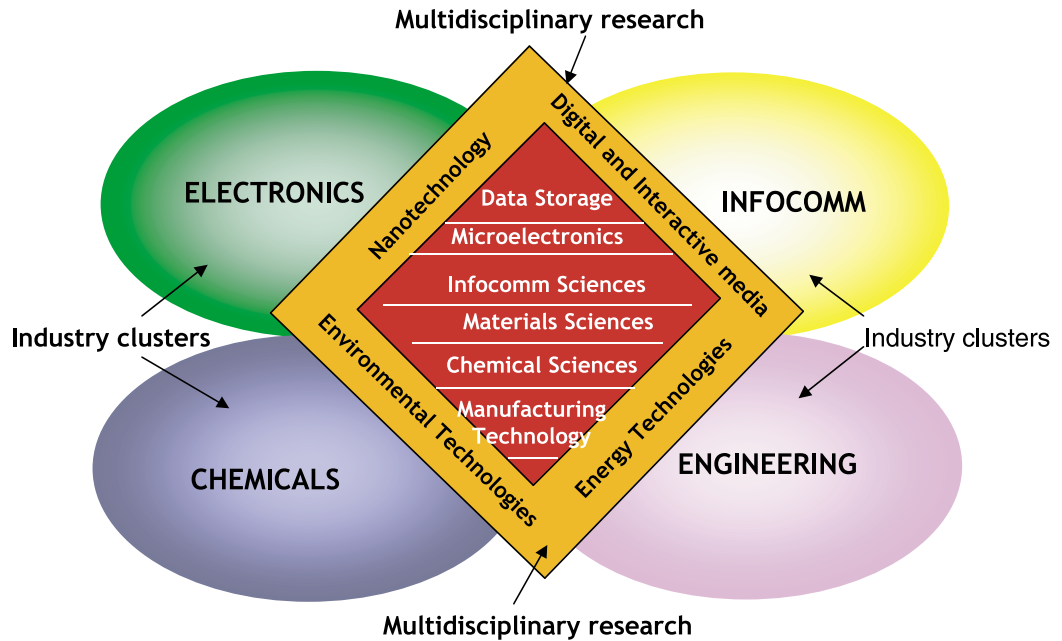 Multidisciplinary research
ELECTRONICS
Nanotechnology
Digital and Interactive media
INFOCOMM
Data Storage
Microelectronics
Infocomm Sciences
Materials Sciences
Chemical Sciences
Manufacturing
Technology
Industry clusters
Industry clusters
Environmental Technologies
Energy Technologies
CHEMICALS
ENGINEERING
Multidisciplinary research